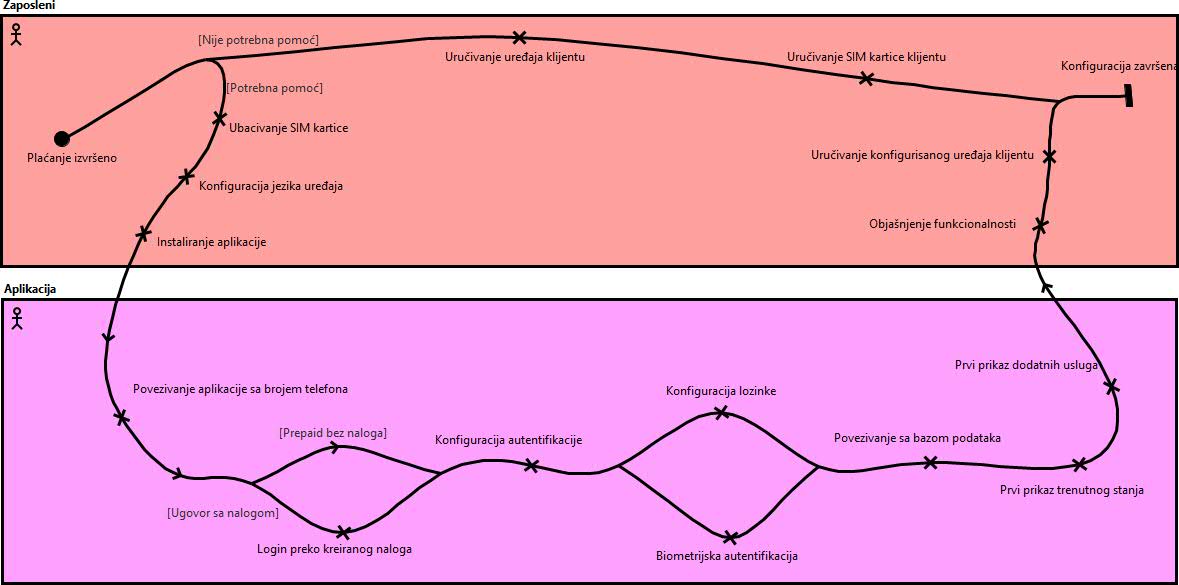 Zaposleni
[Nije potrebna pomoć]
Uručivanje uređaja klijentu
Uručivanje SIM kartice klijentu
Konfiguracija završena
[Potrebna pomoć]
Ubacivanje SIM kartice
Plaćanje izvršeno
Uručivanje konfigurisanog uređaja klijentu
Konfiguracija jezika uređaja
Objašnjenje funkcionalnosti
Instaliranje aplikacije
Aplikacija
Prvi prikaz dodatnih usluga
Povezivanje aplikacije sa brojem telefona
Konfiguracija lozinke
[Prepaid bez naloga]
Konfiguracija autentifikacije
Povezivanje sa bazom podataka
Prvi prikaz trenutnog stanja
[Ugovor sa nalogom]
Login preko kreiranog naloga
Biometrijska autentifikacija